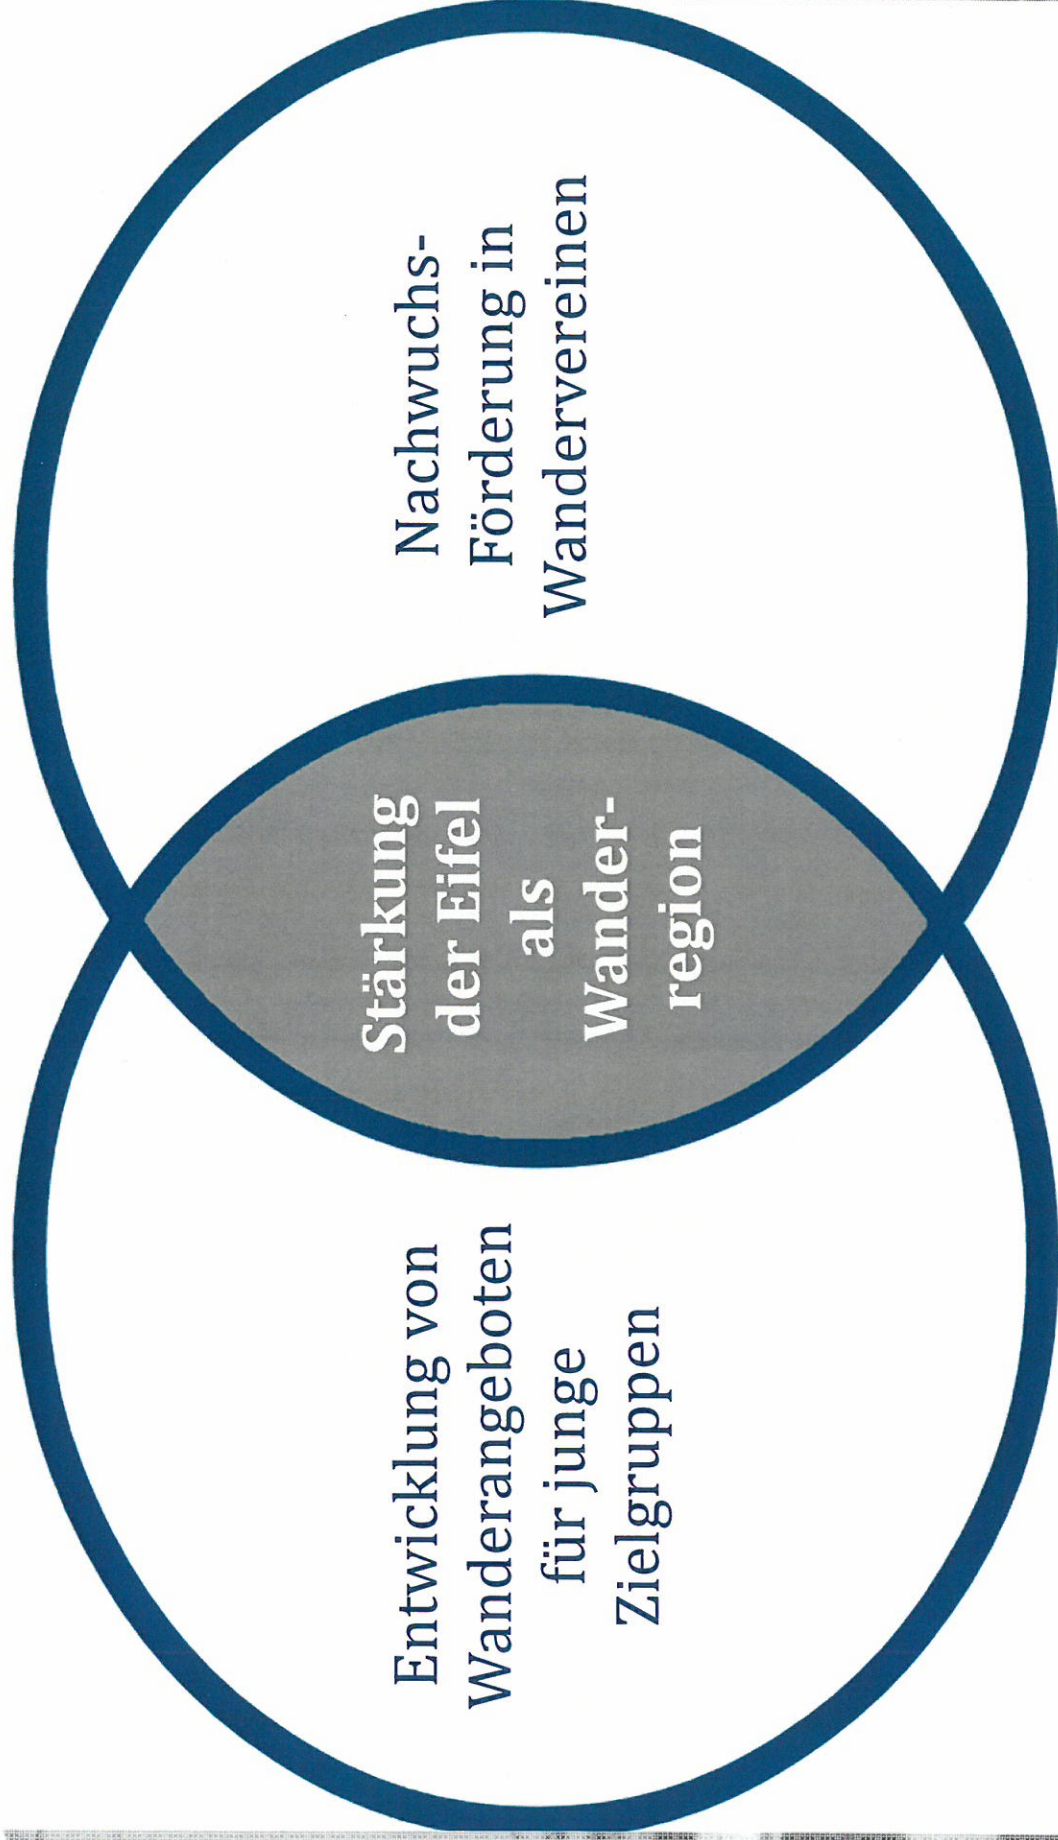 Entwicklung von
Wanderangeboten
für junge
Zielgruppen
Stärkung
der Eifel
als
Wander-
region
Nachwuchs-
Förderung in
Wandervereinen